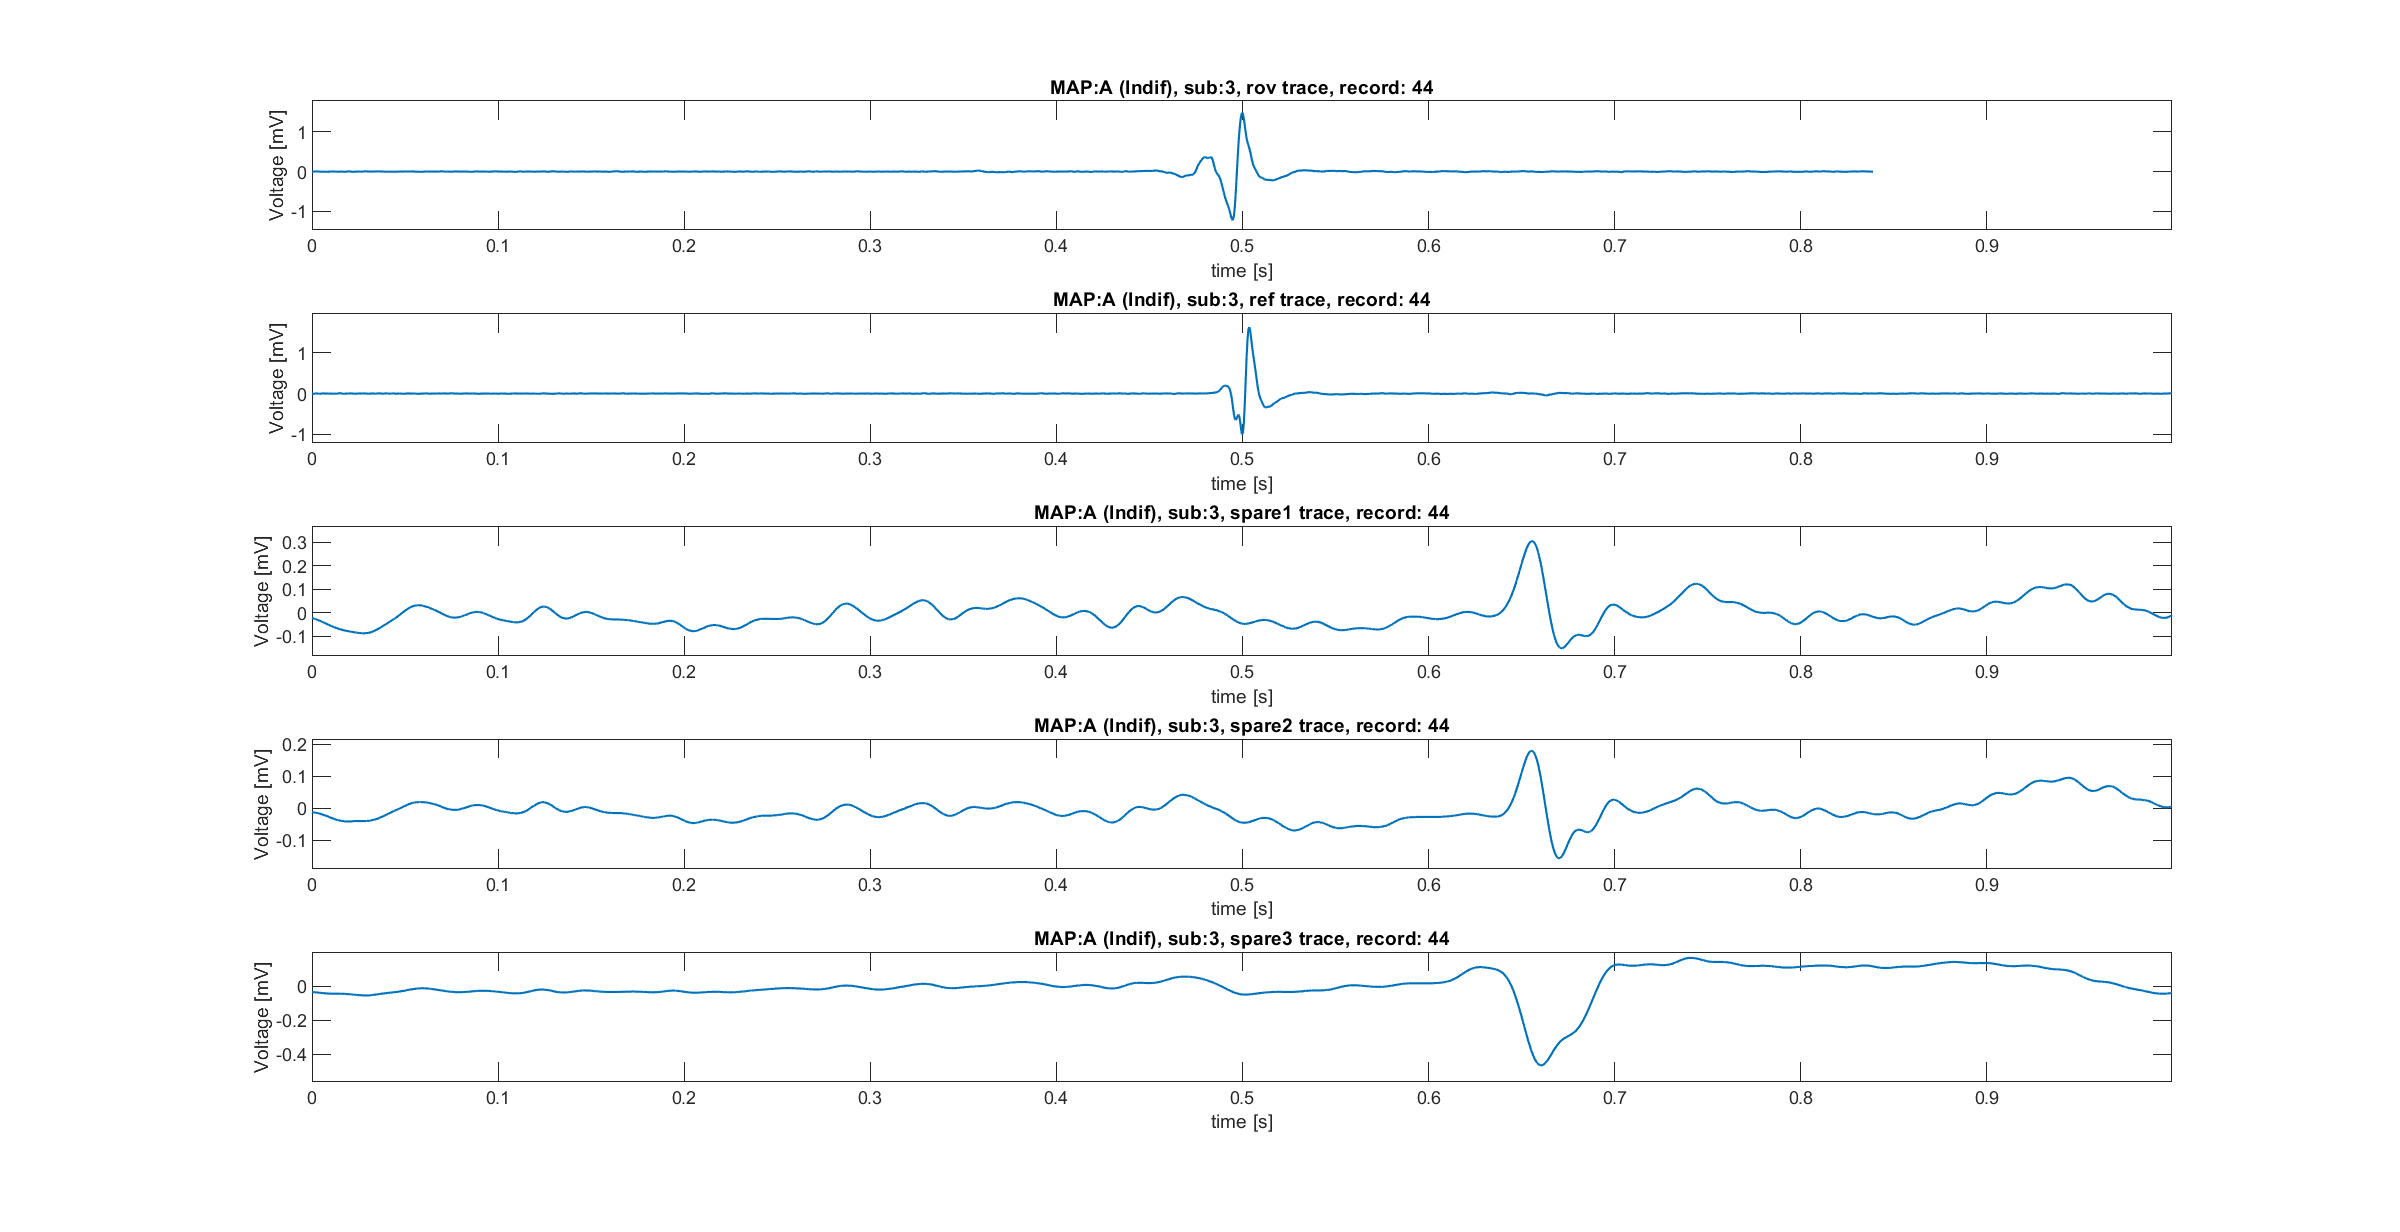 MAP:A (Indif), sub:3, rov trace, record: 44
Voltage [mV]
1
0
-1
0 0.1 0.2 0.3 0.4 0.5 0.6 0.7 0.8 0.9
time [s]
MAP:A (Indif), sub:3, ref trace, record: 44
Voltage [mV]
1
0
-1
0 0.1 0.2 0.3 0.4 0.5 0.6 0.7 0.8 0.9
time [s]
MAP:A (Indif), sub:3, spare1 trace, record: 44
Voltage [mV]
0.3
0.2
0.1
0
-0.1
0 0.1 0.2 0.3 0.4 0.5 0.6 0.7 0.8 0.9
time [s]
MAP:A (Indif), sub:3, spare2 trace, record: 44
Voltage [mV]
0.2
0.1
0
-0.1
0 0.1 0.2 0.3 0.4 0.5 0.6 0.7 0.8 0.9
time [s]
MAP:A (Indif), sub:3, spare3 trace, record: 44
Voltage [mV]
0
-0.2
-0.4
0 0.1 0.2 0.3 0.4 0.5 0.6 0.7 0.8 0.9
time [s]